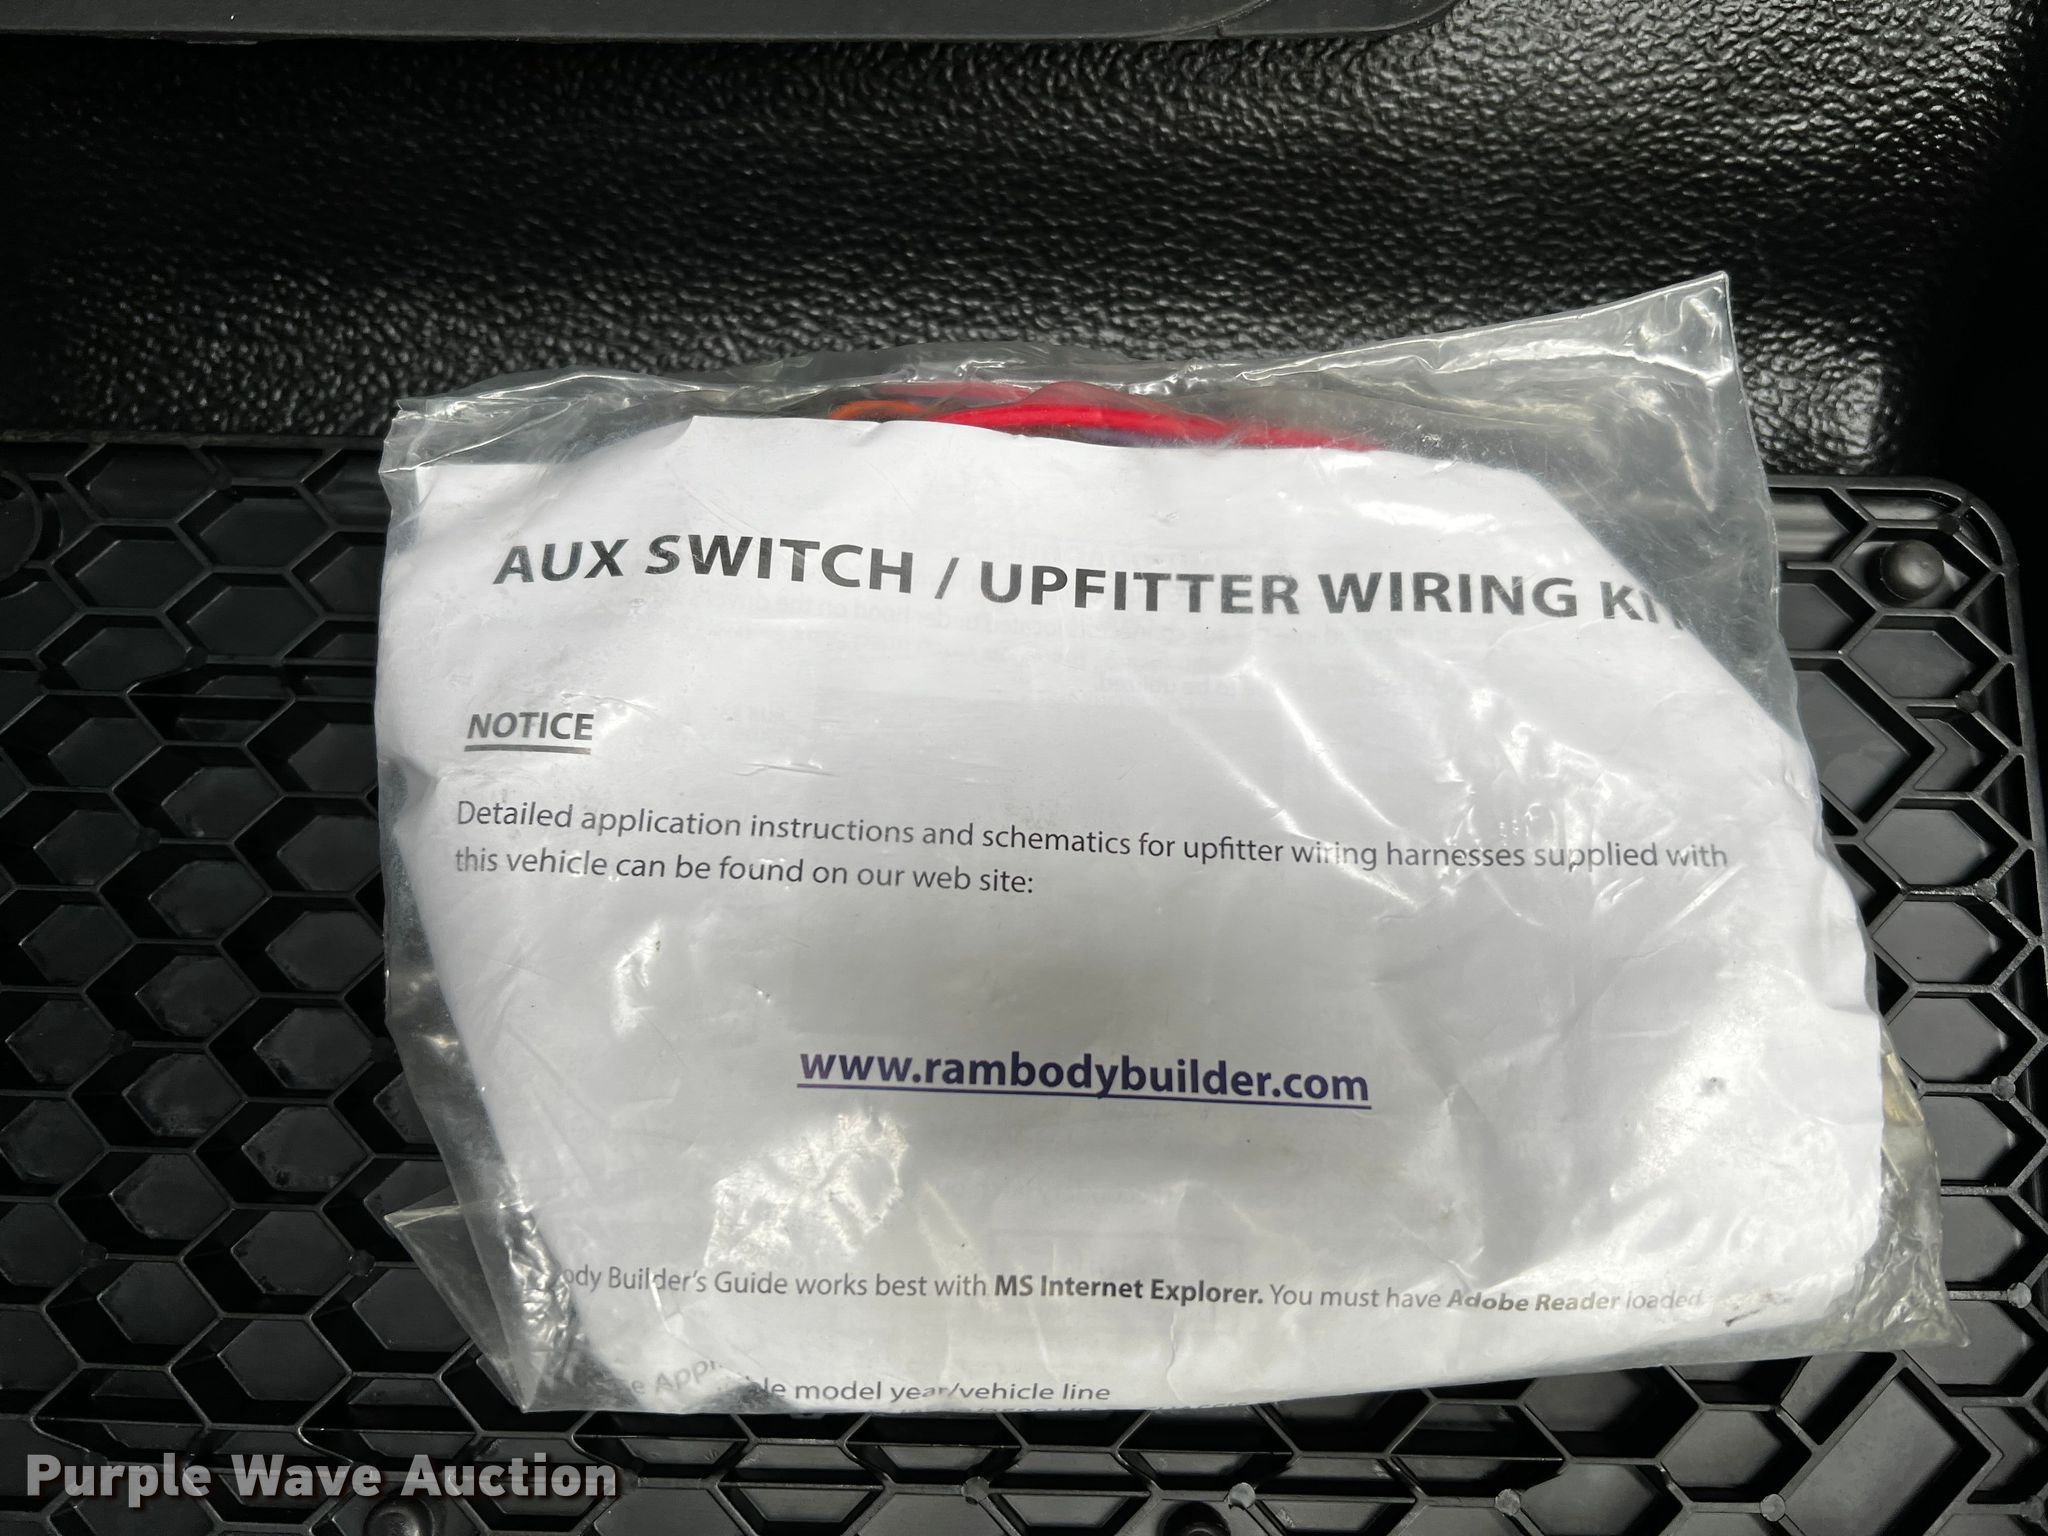 AUX SWITCH / UPFITTER WIRING
NOTICE
Detailed application instructions and schematics for upfitter wiring harnesses supplied with
this vehicle can be found on our web site:
www.rambodybuilder.com
Builder's Guide works best with MS Internet Explorer. You must have Adobe Reader loaded
model year/vehicle line
Purple Wave Auction